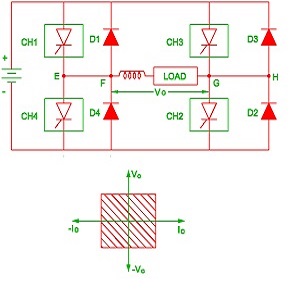 CH1 D1 CH3 D3
+
E F LOAD G H
-
Vo
CH4 D4 CH2 D2
Vo
-Io Io
-Vo